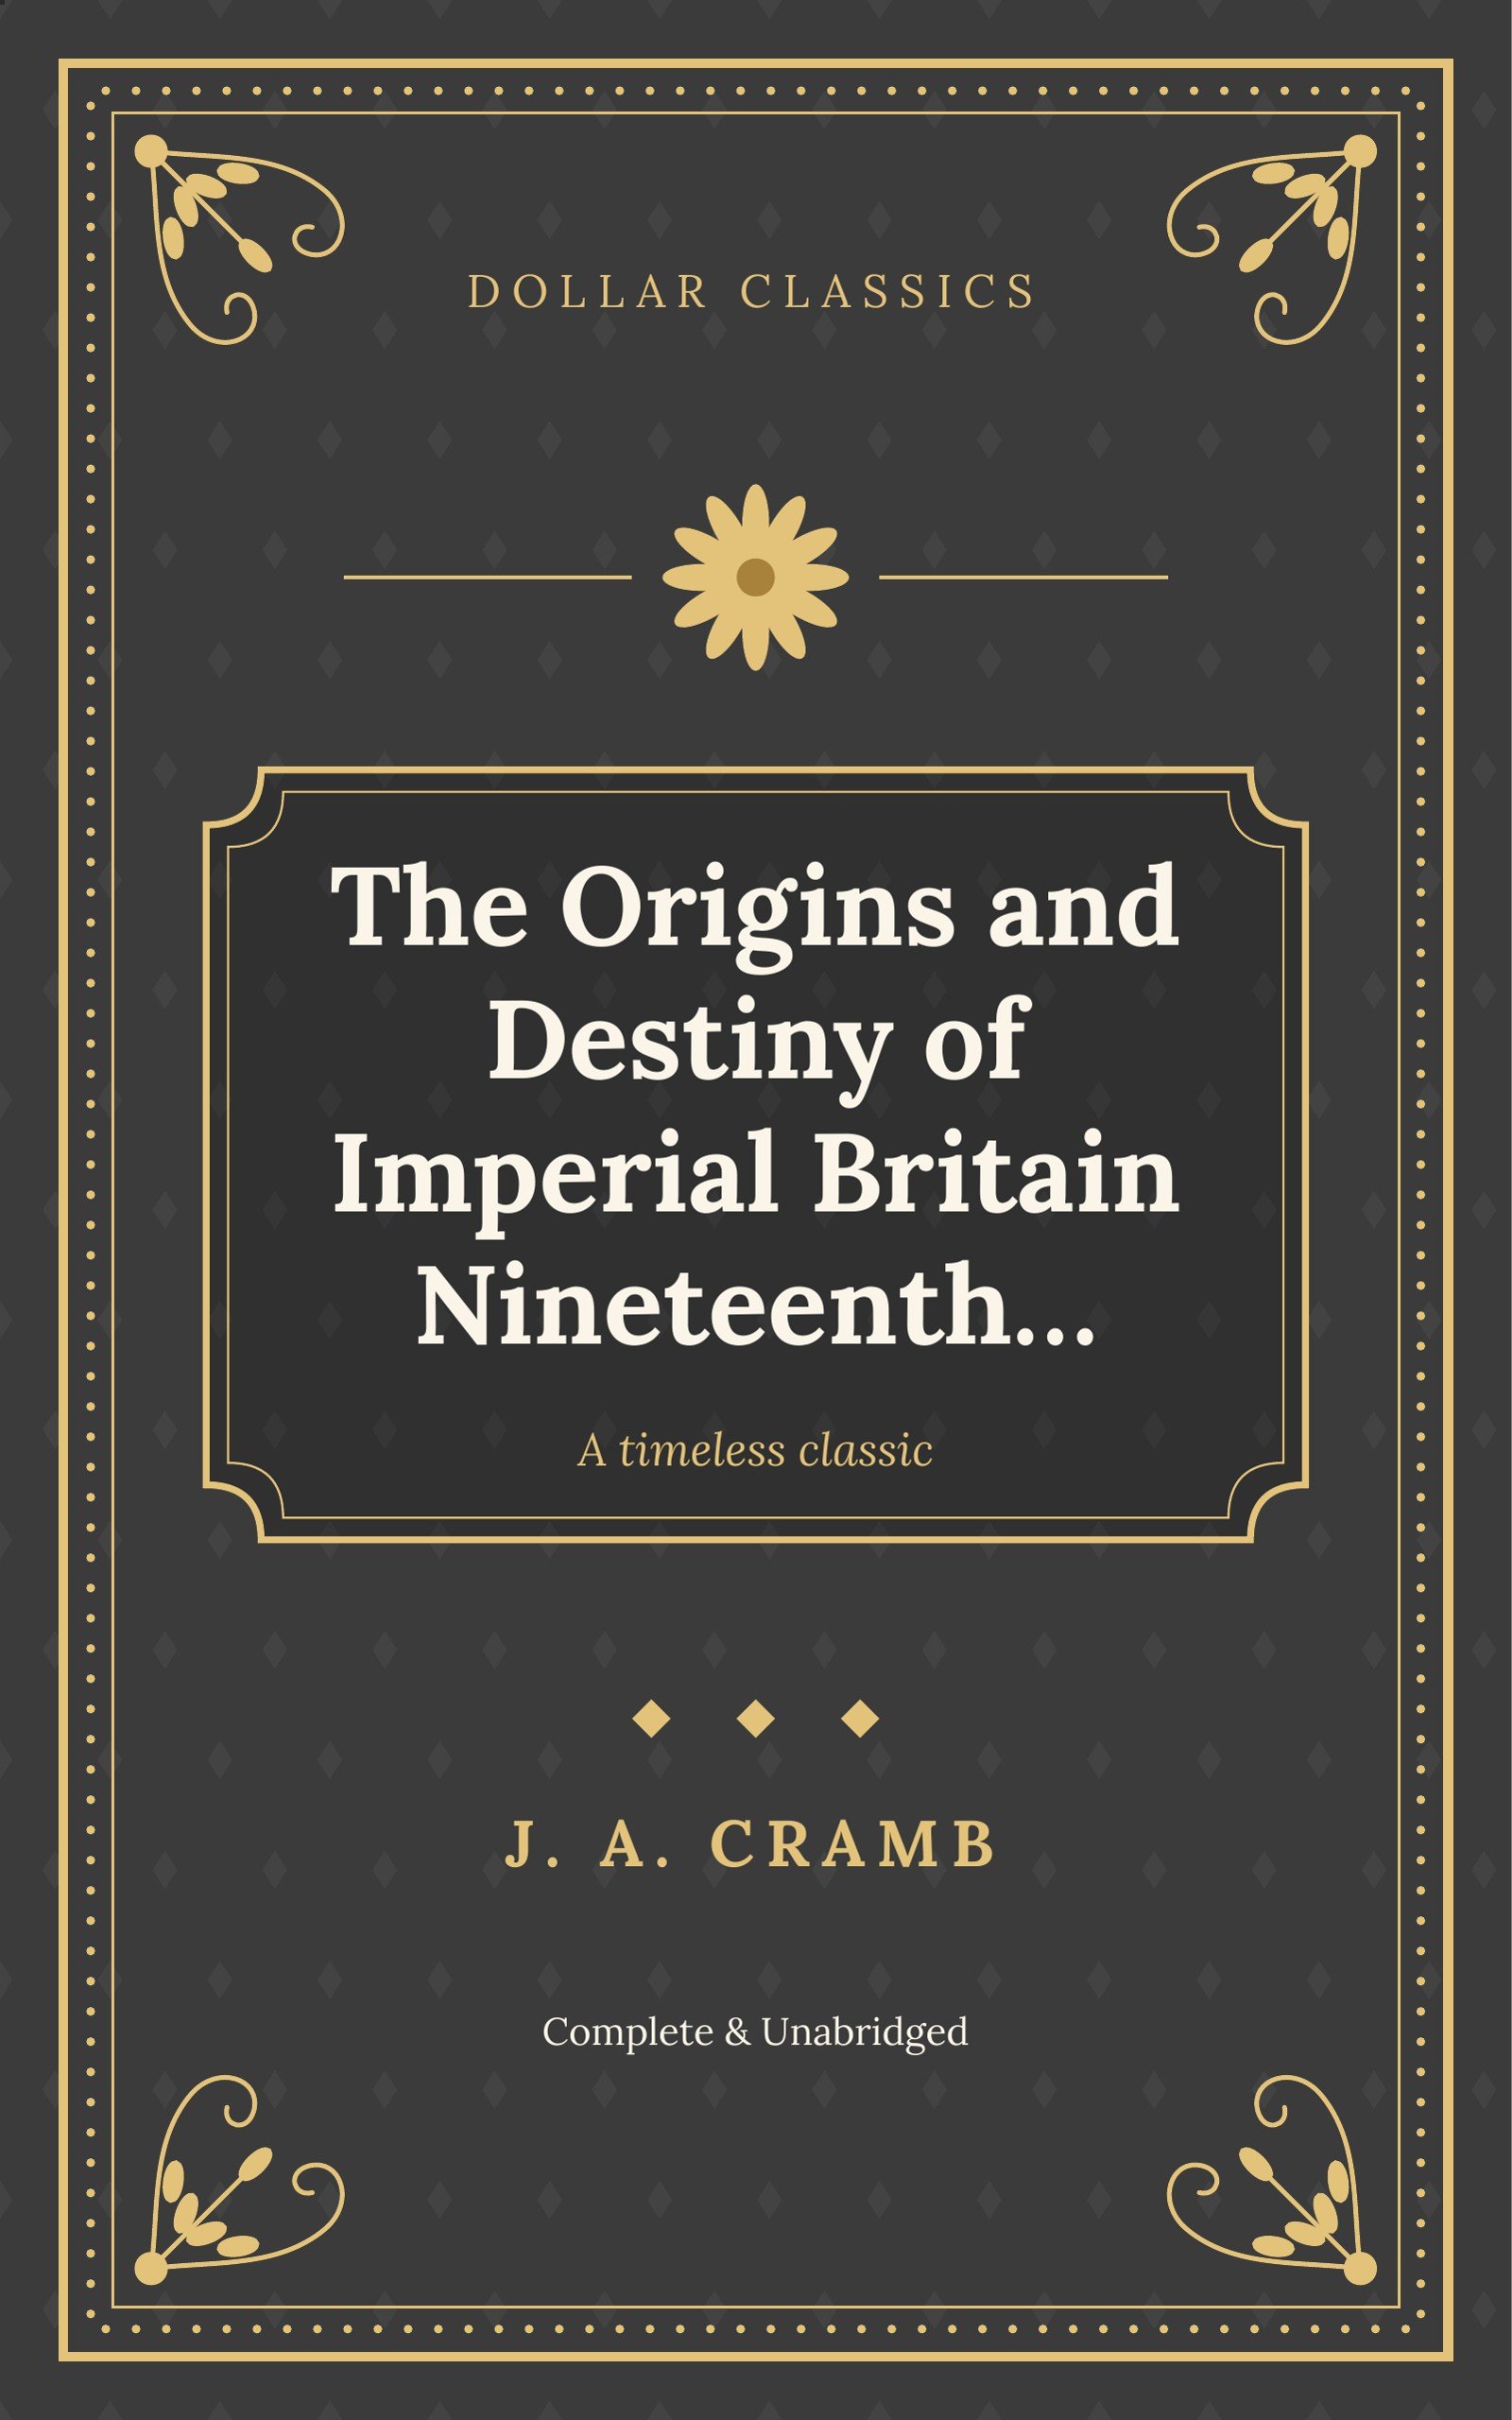 DOLLAR CLASSICS
The Origins and
Destiny of
Imperial Britain
Nineteenth...
A timeless classic
J. A. CRAMB
Complete & Unabridged